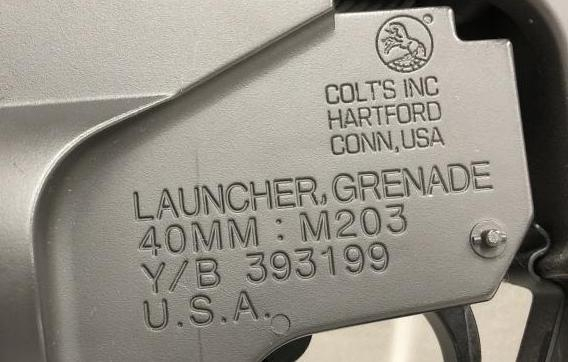 COLT'S INC
HARTFORD
CONN,USA
LAUNCHER,GRENADE
40MM : M203
Y/B 393199
U.S.A.